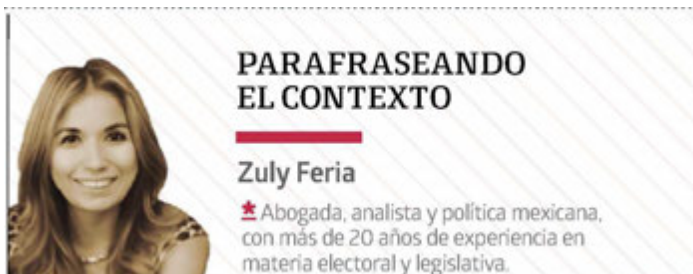 PARAFRASEANDO
EL CONTEXTO
Zuly Feria
* Abogada, analista y política mexicana,
con más de 20 años de experiencia en
materia electoral y legislativa.